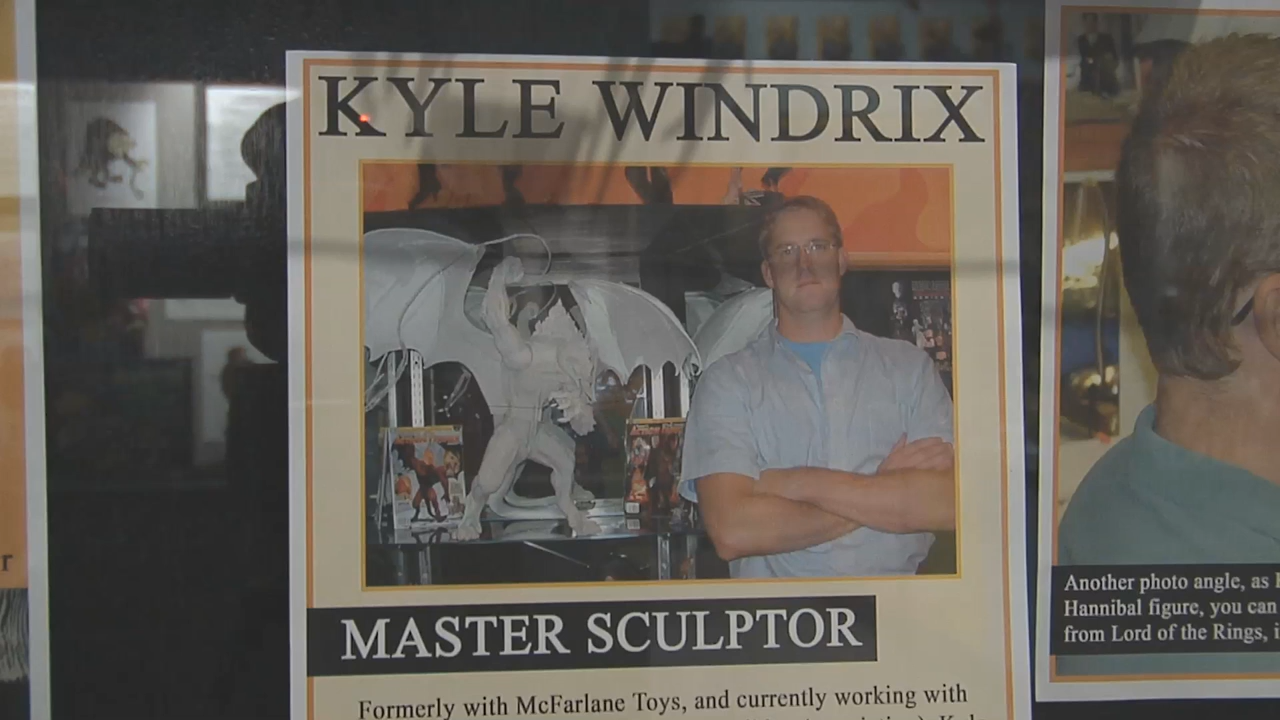 KYLE WINDRIX
MASTER SCULPTOR
Formerly with McFarlane Toys, and currently working with
Another photo angle, as
Hannibal figure, you can
from Lord of the Rings,
r